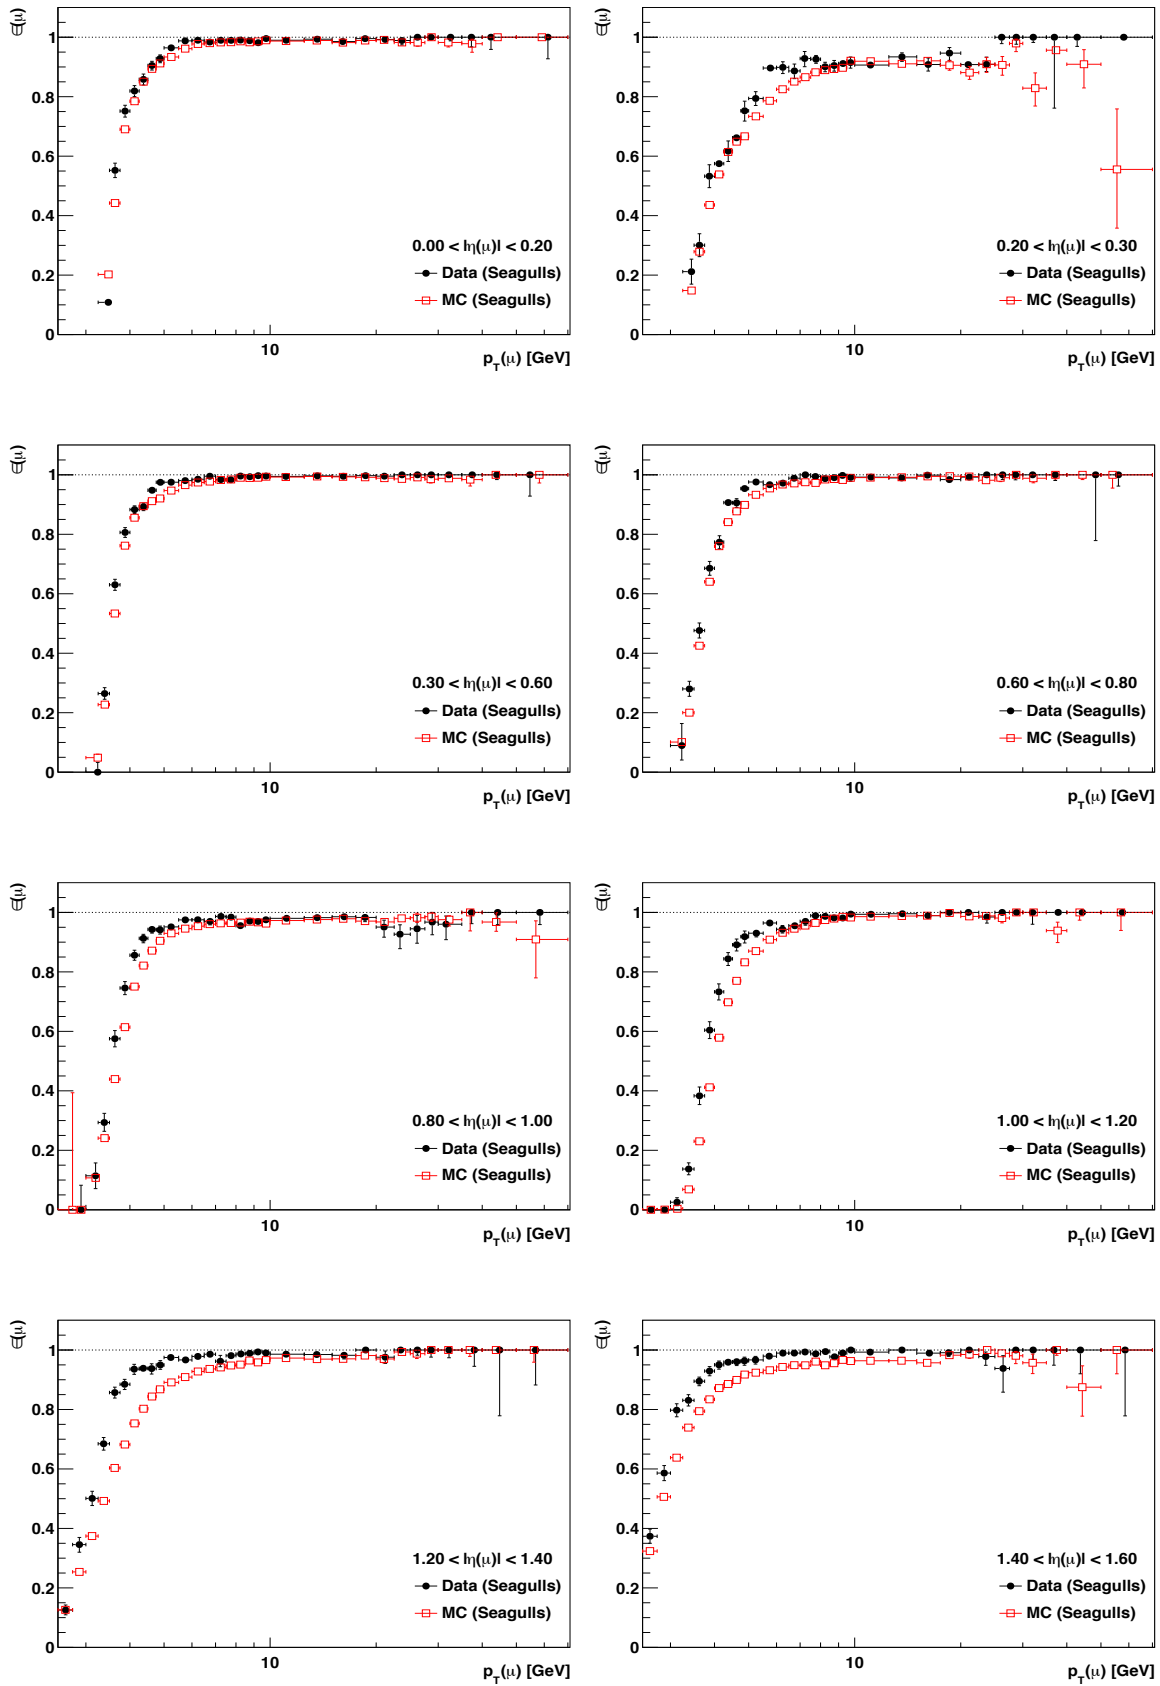 ∈(μ)
1
0.8
0.6
0.4
0.2
0
0.00 < |η(μ)| < 0.20
Data (Seagulls)
MC (Seagulls)
10
p_T(μ) [GeV]
∈(μ)
1
0.8
0.6
0.4
0.2
0
0.20 < |η(μ)| < 0.30
Data (Seagulls)
MC (Seagulls)
10
p_T(μ) [GeV]
∈(μ)
1
0.8
0.6
0.4
0.2
0
0.30 < |η(μ)| < 0.60
Data (Seagulls)
MC (Seagulls)
10
p_T(μ) [GeV]
∈(μ)
1
0.8
0.6
0.4
0.2
0
0.60 < |η(μ)| < 0.80
Data (Seagulls)
MC (Seagulls)
10
p_T(μ) [GeV]
∈(μ)
1
0.8
0.6
0.4
0.2
0
0.80 < |η(μ)| < 1.00
Data (Seagulls)
MC (Seagulls)
10
p_T(μ) [GeV]
∈(μ)
1
0.8
0.6
0.4
0.2
0
1.00 < |η(μ)| < 1.20
Data (Seagulls)
MC (Seagulls)
10
p_T(μ) [GeV]
∈(μ)
1
0.8
0.6
0.4
0.2
0
1.20 < |η(μ)| < 1.40
Data (Seagulls)
MC (Seagulls)
10
p_T(μ) [GeV]
∈(μ)
1
0.8
0.6
0.4
0.2
0
1.40 < |η(μ)| < 1.60
Data (Seagulls)
MC (Seagulls)
10
p_T(μ) [GeV]